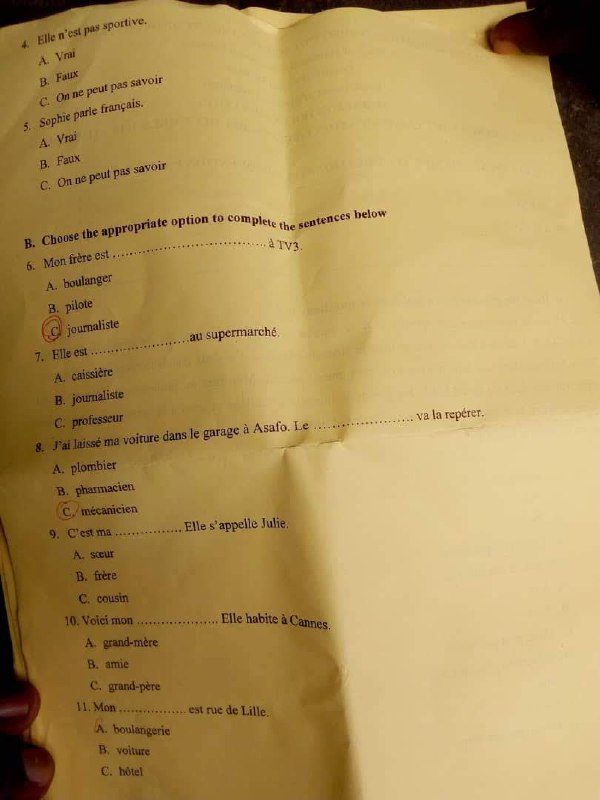 4. Elle n'est pas sportive.
A. Vrai
B. Faux
C. On ne peut pas savoir
5. Sophie parle français.
A. Vrai
B. Faux
C. On ne peut pas savoir
B. Choose the appropriate option to complete the sentences below
6. Mon frère est ........................................ à TV3.
A. boulanger
B. pilote
C. journaliste
7. Elle est .........................au supermarché.
A. caissière
B. journaliste
C. professeur
8. J'ai laissé ma voiture dans le garage à Asafo. Le ......................... va la repérer.
A. plombier
B. pharmacien
C. mécanicien
9. C'est ma ................. Elle s'appelle Julie.
A. sœur
B. frère
C. cousin
10. Voici mon .................... Elle habite à Cannes.
A. grand-mère
B. amie
C. grand-père
11. Mon ................. est rue de Lille.
A. boulangerie
B. voiture
C. hôtel